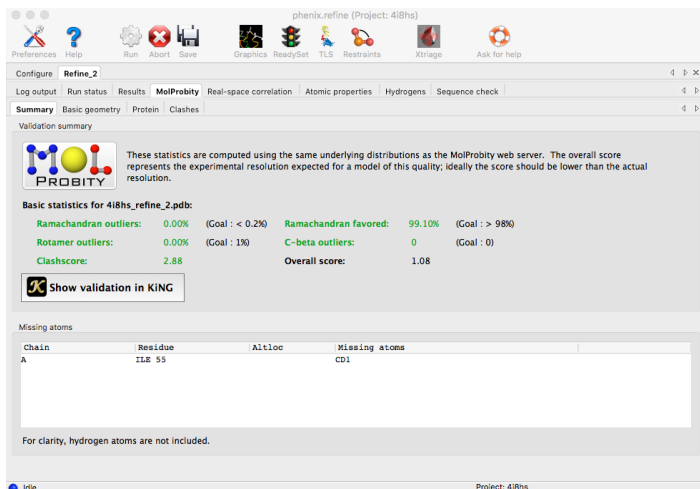 phenix.refine (Project: 4i8hs)
Preferences Help Run Abort Save Graphics ReadySet TLS Restraints Xtriage Ask for help
Configure Refine_2
Log output Run status Results MolProbity Real-space correlation Atomic properties Hydrogens Sequence check
Summary Basic geometry Protein Clashes
Validation summary
MOL
PROBITY
These statistics are computed using the same underlying distributions as the MolProbity web server. The overall score
represents the experimental resolution expected for a model of this quality; ideally the score should be lower than the actual
resolution.
Basic statistics for 4i8hs_refine_2.pdb:
Ramachandran outliers: 0.00% (Goal : < 0.2%) Ramachandran favored: 99.10% (Goal : > 98%)
Rotamer outliers: 0.00% (Goal : 1%) C-beta outliers: 0 (Goal : 0)
Clashscore: 2.88 Overall score: 1.08
K Show validation in KiNG
Missing atoms
Chain Residue Altloc Missing atoms
A ILE 55 CD1
For clarity, hydrogen atoms are not included.
Idle Project: 4i8hs